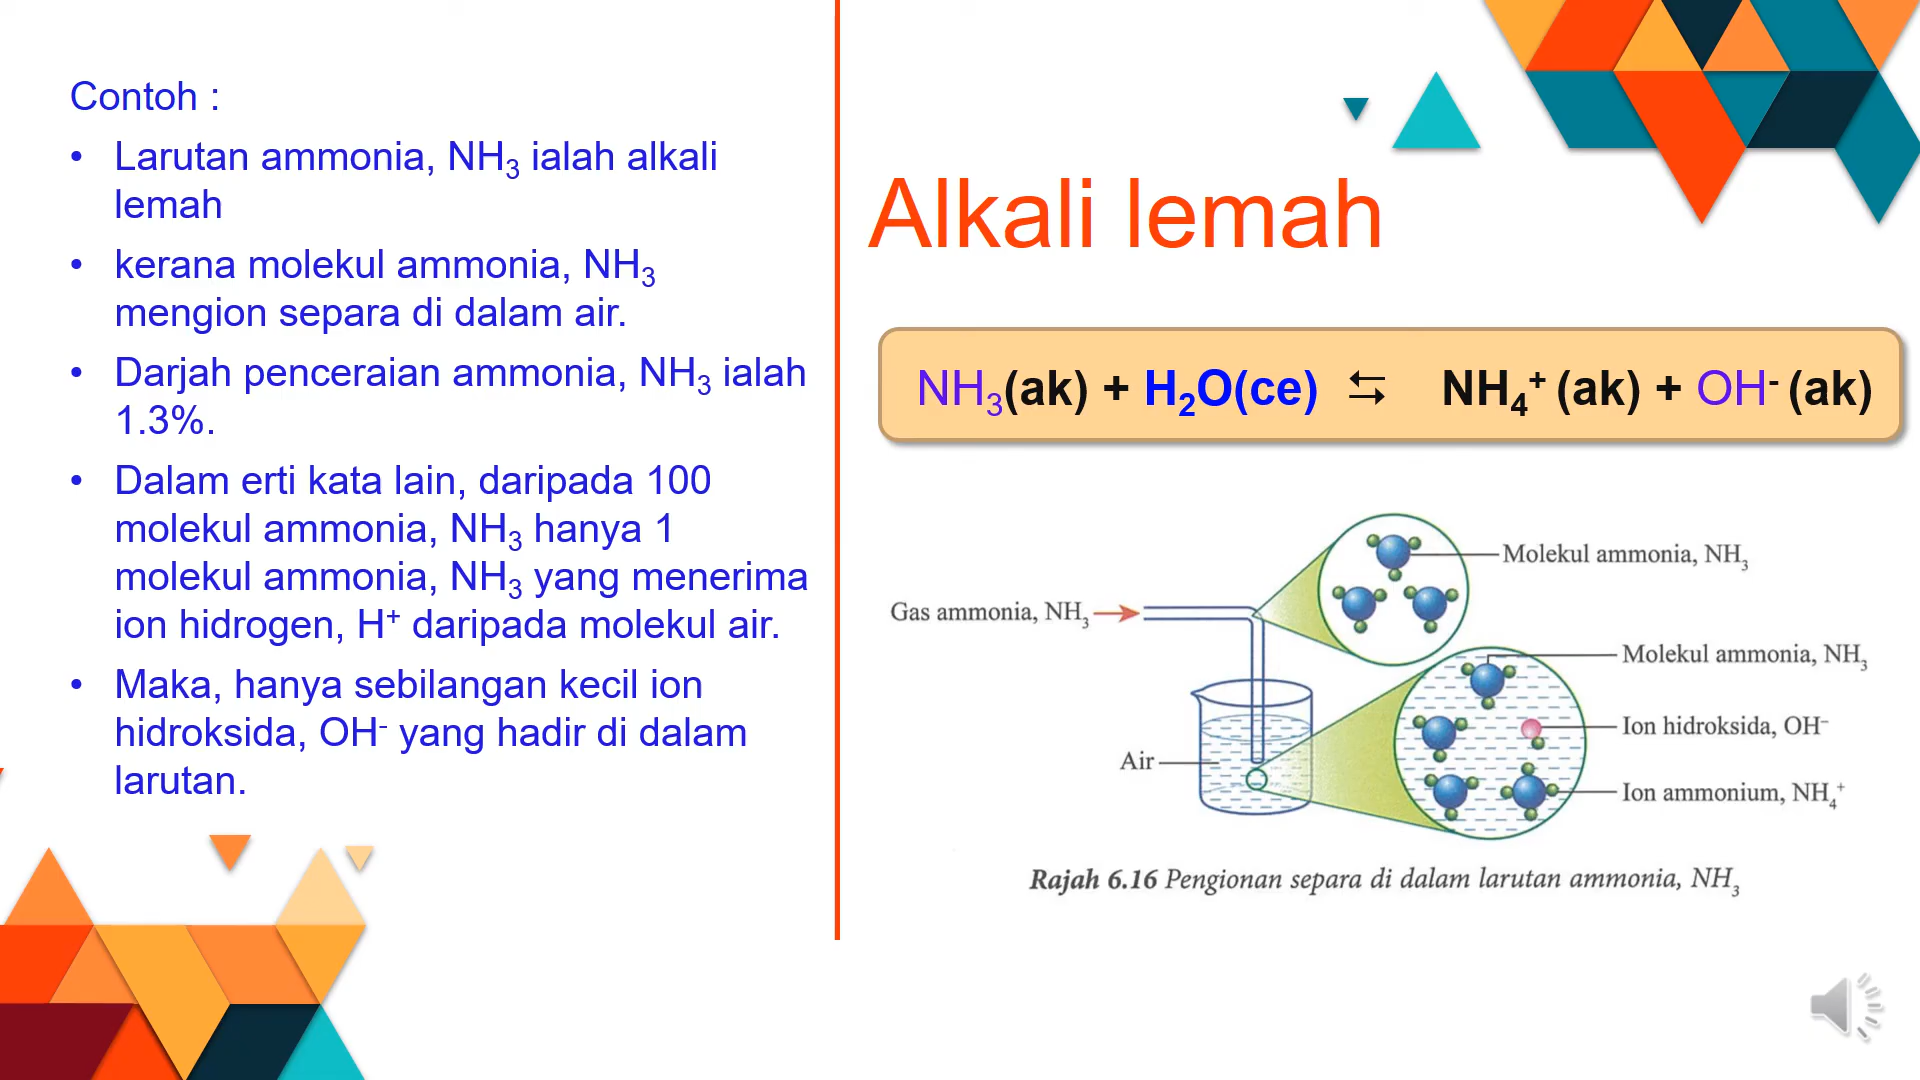 Contoh :
• Larutan ammonia, NH₃ ialah alkali
lemah
• kerana molekul ammonia, NH₃
mengion separa di dalam air.
• Darjah penceraian ammonia, NH₃ ialah
1.3%.
• Dalam erti kata lain, daripada 100
molekul ammonia, NH₃ hanya 1
molekul ammonia, NH₃ yang menerima
ion hidrogen, H⁺ daripada molekul air.
• Maka, hanya sebilangan kecil ion
hidroksida, OH⁻ yang hadir di dalam
larutan.
Alkali lemah
NH₃(ak) + H₂O(ce) ⇆ NH₄⁺ (ak) + OH⁻ (ak)
Molekul ammonia, NH₃
Gas ammonia, NH₃
Molekul ammonia, NH₃
Ion hidroksida, OH⁻
Air
Ion ammonium, NH₄⁺
Rajah 6.16 Pengionan separa di dalam larutan ammonia, NH₃